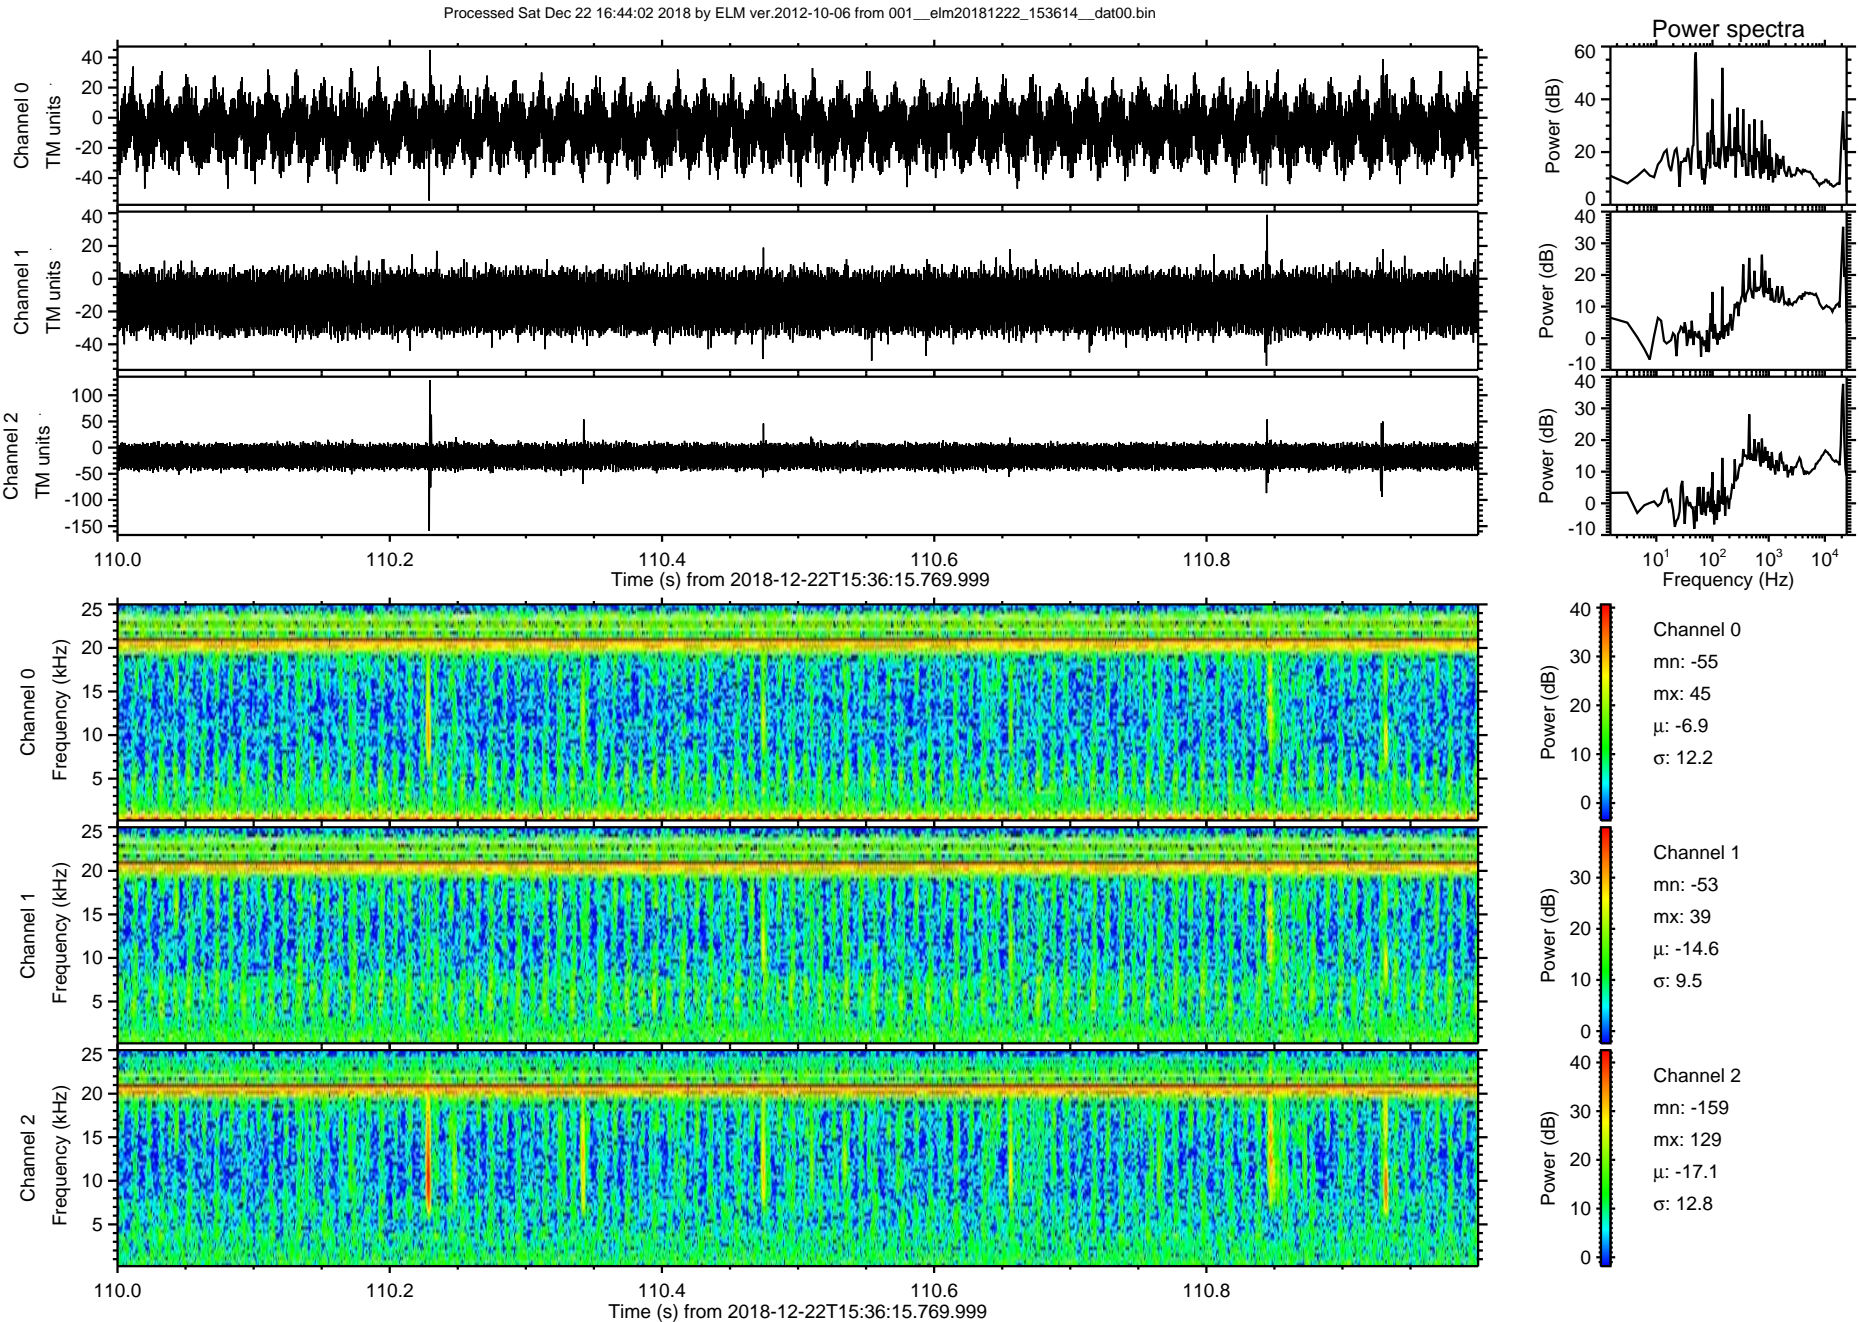 Processed Sat Dec 22 16:44:02 2018 by ELM ver.2012-10-06 from 001__elm20181222_153614__dat00.bin
Power spectra
Channel 0
TM units
40
20
0
-20
-40
Power (dB)
60
40
20
0
Channel 1
TM units
40
20
0
-20
-40
Power (dB)
40
30
20
10
0
-10
Channel 2
TM units
100
50
0
-50
-100
-150
Power (dB)
40
30
20
10
0
-10
110.0 110.2 110.4 110.6 110.8
Time (s) from 2018-12-22T15:36:15.769.999
10¹ 10² 10³ 10⁴
Frequency (Hz)
Channel 0
Frequency (kHz)
25
20
15
10
5
Power (dB)
40
30
20
10
0
Channel 0
mn: -55
mx: 45
μ: -6.9
σ: 12.2
Channel 1
Frequency (kHz)
25
20
15
10
5
Power (dB)
30
20
10
0
Channel 1
mn: -53
mx: 39
μ: -14.6
σ: 9.5
Channel 2
Frequency (kHz)
25
20
15
10
5
Power (dB)
40
30
20
10
0
Channel 2
mn: -159
mx: 129
μ: -17.1
σ: 12.8
110.0 110.2 110.4 110.6 110.8
Time (s) from 2018-12-22T15:36:15.769.999